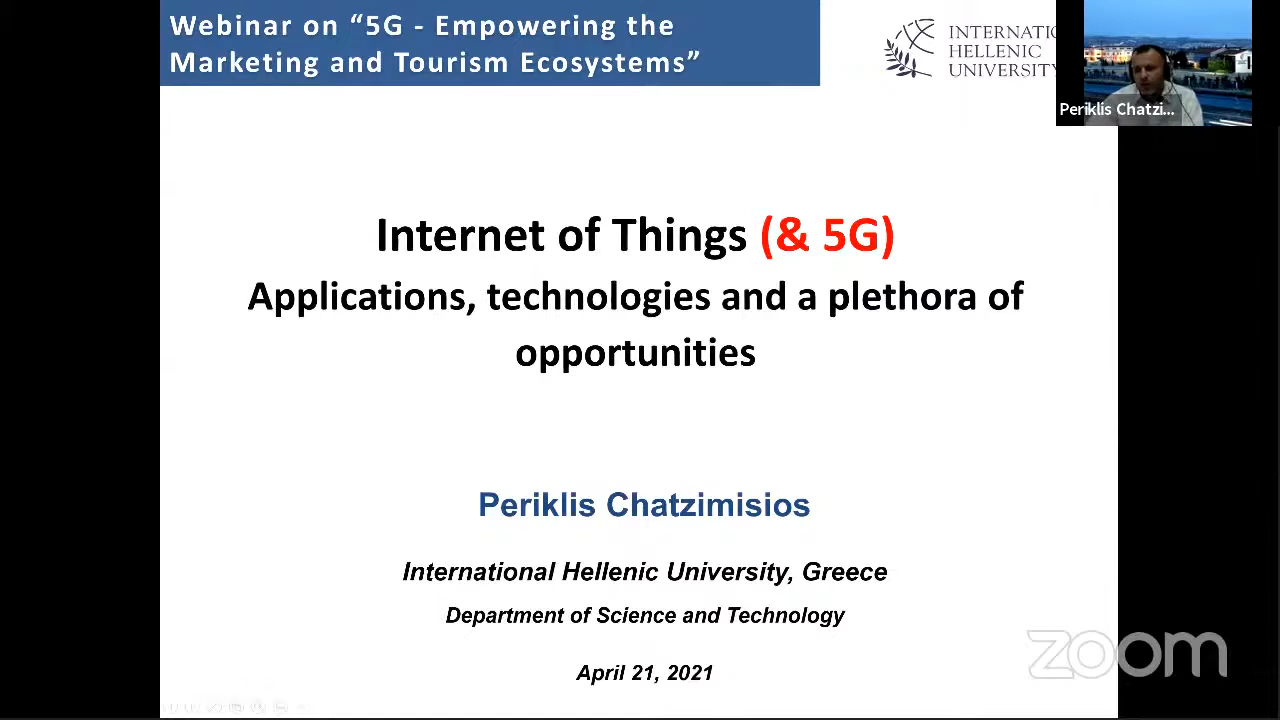 Webinar on “5G - Empowering the
Marketing and Tourism Ecosystems”
INTERNATIO
HELLENIC
UNIVERSITY
Periklis Chatzi...
Internet of Things (& 5G)
Applications, technologies and a plethora of
opportunities
Periklis Chatzimisios
International Hellenic University, Greece
Department of Science and Technology
April 21, 2021
zoom